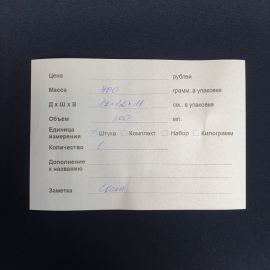 Цена рублей
Масса 400 грамм, в упаковке
Д х Ш х В см., в упаковке
Объем мл.
Единица измерения Штука Комплект Набор Килограмм
Количество 1
Дополнение
к названию
Заметка